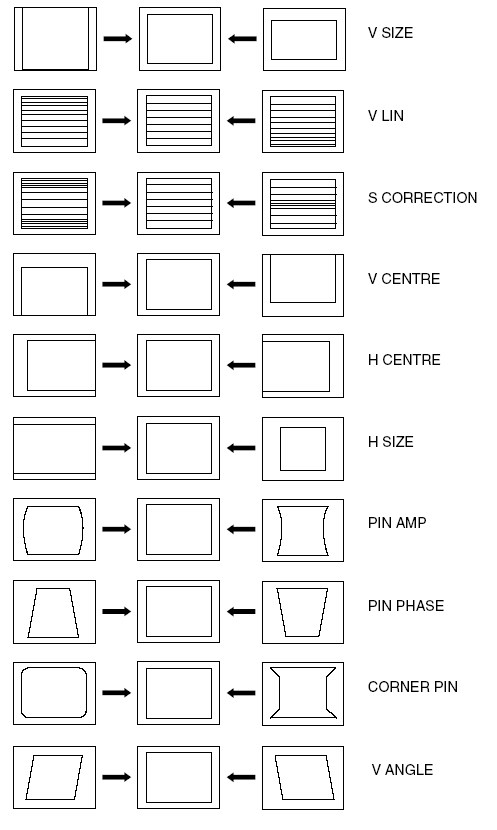 V SIZE
V LIN
S CORRECTION
V CENTRE
H CENTRE
H SIZE
PIN AMP
PIN PHASE
CORNER PIN
V ANGLE